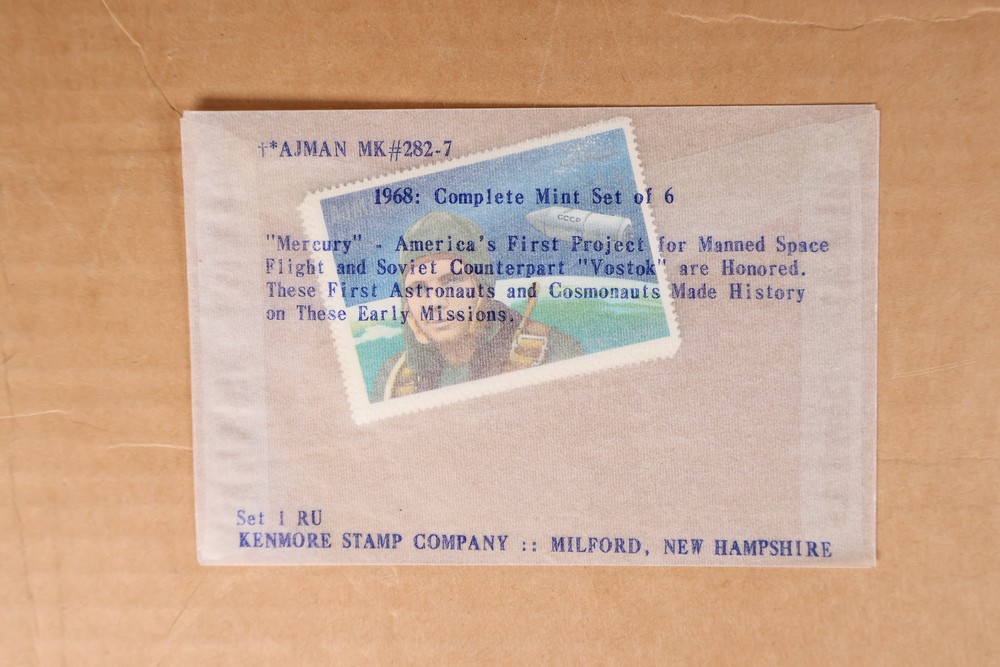 †*AJMAN MK#282-7
1968: Complete Mint Set of 6
"Mercury" - America's First Project for Manned Space
Flight and Soviet Counterpart "Vostok" are Honored.
These First Astronauts and Cosmonauts Made History
on These Early Missions.
CCCP
Set 1 RU
KENMORE STAMP COMPANY :: MILFORD, NEW HAMPSHIRE